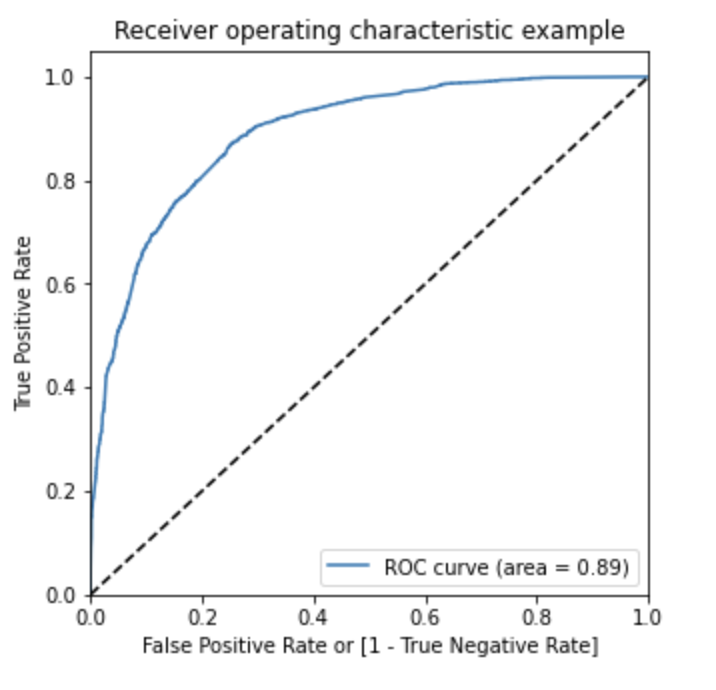 Receiver operating characteristic example
1.0
0.8
0.6
0.4
0.2
0.0
True Positive Rate
ROC curve (area = 0.89)
0.0 0.2 0.4 0.6 0.8 1.0
False Positive Rate or [1 - True Negative Rate]